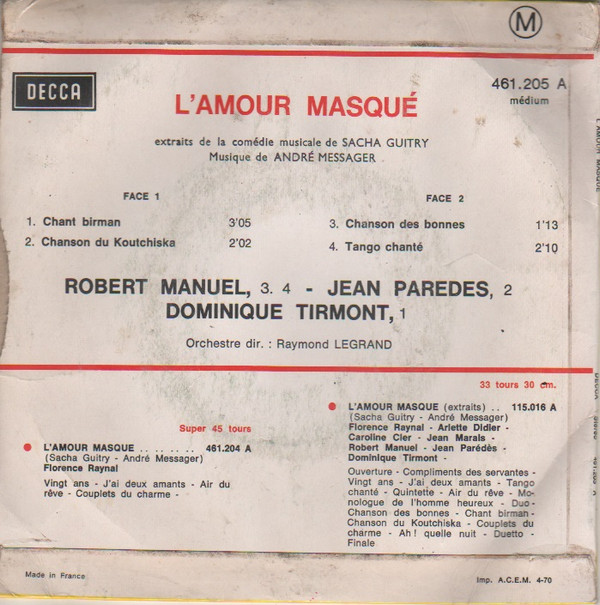 M
DECCA
461.205 A
médium
L'AMOUR MASQUÉ
extraits de la comédie musicale de SACHA GUITRY
Musique de ANDRÉ MESSAGER
FACE 1
1. Chant birman 3'05
2. Chanson du Koutchiska 2'02
FACE 2
3. Chanson des bonnes 1'13
4. Tango chanté 2'10
ROBERT MANUEL, 3. 4 - JEAN PAREDES, 2
DOMINIQUE TIRMONT, 1
Orchestre dir. : Raymond LEGRAND
Super 45 tours
L'AMOUR MASQUE . . . . . . 461.204 A
(Sacha Guitry - André Messager)
Florence Raynal
Vingt ans - J'ai deux amants - Air du
rêve - Couplets du charme -
33 tours 30 cm.
L'AMOUR MASQUE (extraits) . . 115.016 A
(Sacha Guitry - André Messager)
Florence Raynal - Arlette Didier -
Caroline Cler - Jean Marais -
Robert Manuel - Jean Parédès -
Dominique Tirmont -
Ouverture - Compliments des servantes -
Vingt ans - J'ai deux amants - Tango
chanté - Quintette - Air du rêve - Mo-
nologue de l'homme heureux - Duo -
Chanson des bonnes - Chant birman -
Chanson du Koutchiska - Couplets du
charme - Ah ! quelle nuit - Duetto -
Finale
Made in France
Imp. A.C.E.M. 4-70
L'AMOUR MASQUE
DECCA